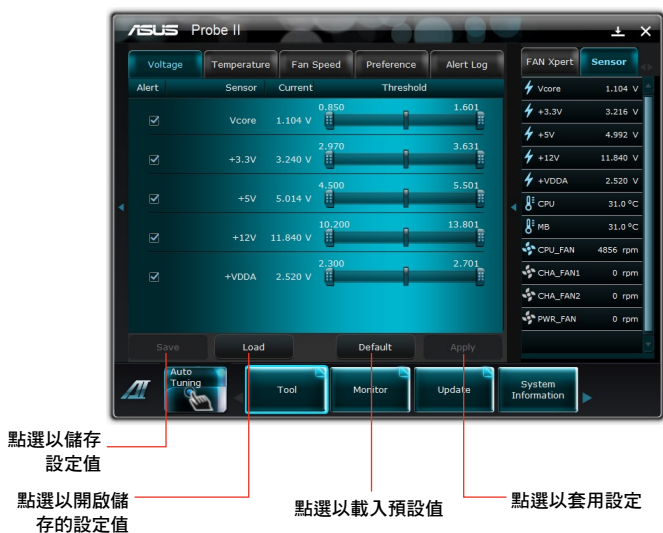 ASUS Probe II
Voltage Temperature Fan Speed Preference Alert Log
Alert Sensor Current Threshold
Vcore 1.104 V 0.850 1.601
+3.3V 3.240 V 2.970 3.631
+5V 5.014 V 4.500 5.501
+12V 11.840 V 10.200 13.801
+VDDA 2.520 V 2.300 2.701
Save Load Default Apply
FAN Xpert Sensor
Vcore 1.104 V
+3.3V 3.216 V
+5V 4.992 V
+12V 11.840 V
+VDDA 2.520 V
CPU 31.0 ºC
MB 31.0 ºC
CPU_FAN 4856 rpm
CHA_FAN1 0 rpm
CHA_FAN2 0 rpm
PWR_FAN 0 rpm
Auto
Tuning
Tool
Monitor
Update
System
Information
點選以儲存
設定值
點選以開啟儲
存的設定值
點選以載入預設值
點選以套用設定